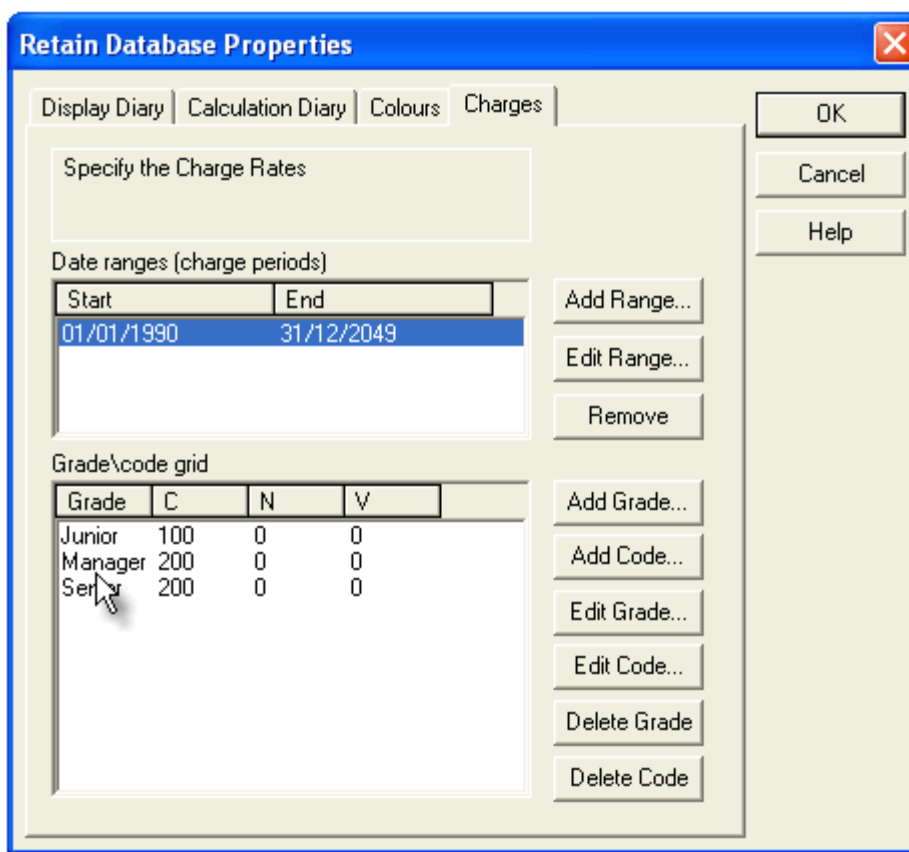 Retain Database Properties
Display Diary Calculation Diary Colours Charges
OK
Cancel
Help
Specify the Charge Rates
Date ranges (charge periods)
Start End
01/01/1990 31/12/2049
Add Range...
Edit Range...
Remove
Grade\code grid
Grade C N V
Junior 100 0 0
Manager 200 0 0
200 0 0
Add Grade...
Add Code...
Edit Grade...
Edit Code...
Delete Grade
Delete Code